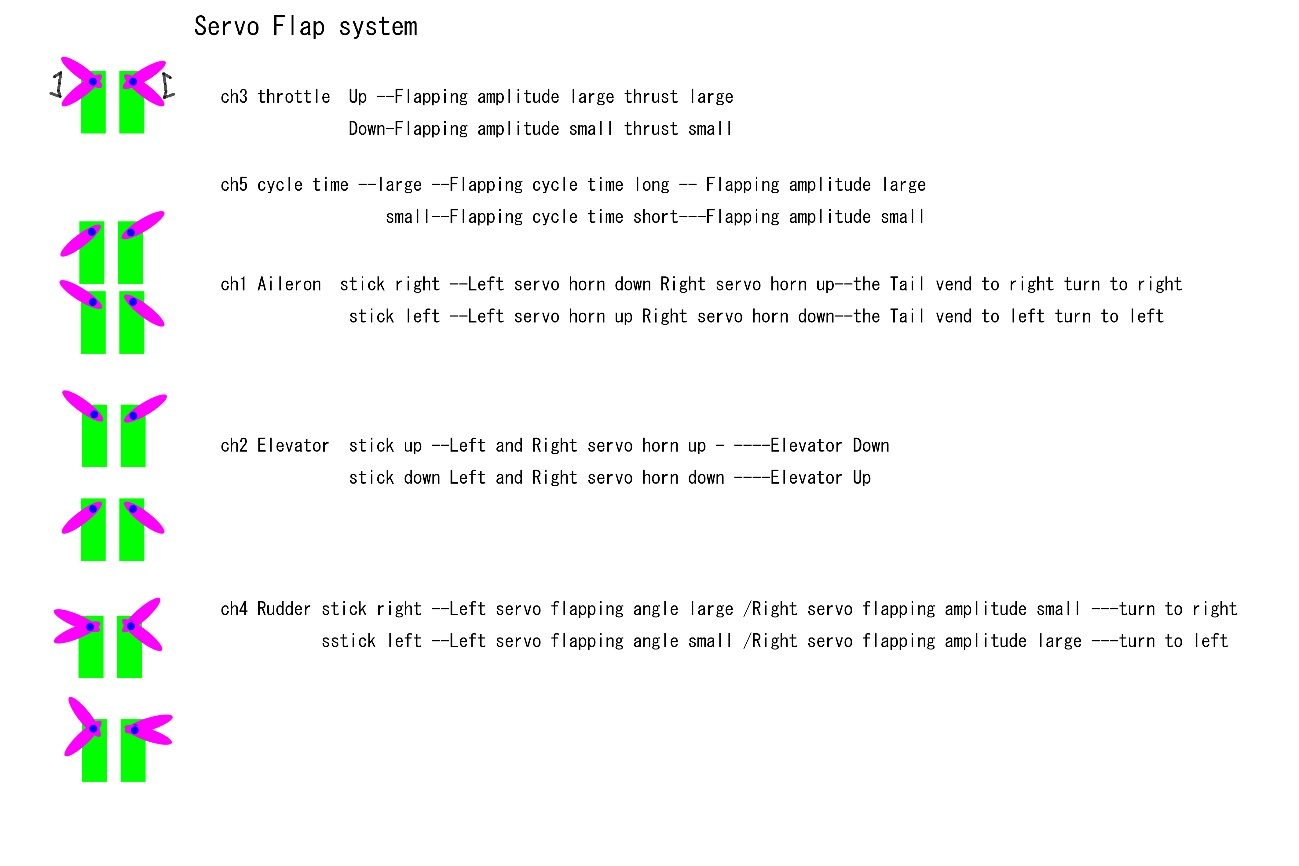 Servo Flap system
ch3 throttle  Up --Flapping amplitude large thrust large
Down-Flapping amplitude small thrust small
ch5 cycle time --large --Flapping cycle time long -- Flapping amplitude large
small--Flapping cycle time short---Flapping amplitude small
ch1 Aileron  stick right --Left servo horn down Right servo horn up--the Tail vend to right turn to right
stick left --Left servo horn up Right servo horn down--the Tail vend to left turn to left
ch2 Elevator  stick up --Left and Right servo horn up - ----Elevator Down
stick down Left and Right servo horn down ----Elevator Up
ch4 Rudder stick right --Left servo flapping angle large /Right servo flapping amplitude small ---turn to right
sstick left --Left servo flapping angle small /Right servo flapping amplitude large ---turn to left